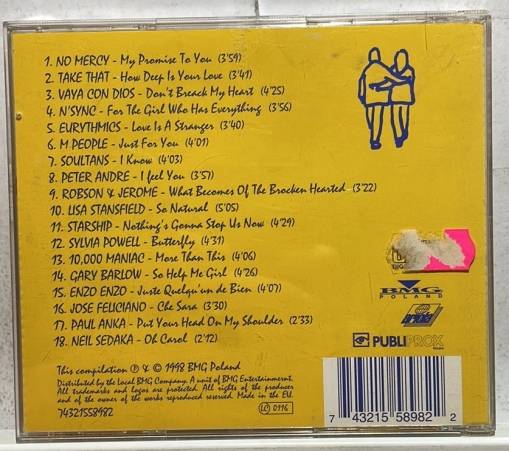 1. NO MERCY - My Promise To You (3'59)
2. TAKE THAT - How Deep Is Your Love (3'41)
3. VAYA CON DIOS - Don't Breack My Heart (4'25)
4. N'SYNC - For The Girl Who Has Everything (3'56)
5. EURYTHMICS - Love Is A Stranger (3'40)
6. M PEOPLE - Just For You (4'01)
7. SOULTANS - I Know (4'03)
8. PETER ANDRE - I feel You (3'57)
9. ROBSON & JEROME - What Becomes Of The Brocken Hearted (3'22)
10. LISA STANSFIELD - So Natural (5'05)
11. STARSHIP - Nothing's Gonna Stop Us Now (4'29)
12. SYLVIA POWELL - Butterfly (4'31)
13. 10,000 MANIAC - More Than This (4'06)
14. GARY BARLOW - So Help Me Girl (4'26)
15. ENZO ENZO - Juste Quelqu'un de Bien (4'07)
16. JOSE FELICIANO - Che Sara (3'30)
17. PAUL ANKA - Put Your Head On My Shoulder (2'33)
18. NEIL SEDAKA - Oh Carol (2'12)
BMG
POLAND
PUBLIPROX
This compilation ℗ & © 1998 BMG Poland
Distributed by the Local BMG Company. A unit of BMG Entertainment.
All trademarks and logos are protected. All rights of the producer
and of the owner of the works reproduced reserved. Made in the E.U.
74321558982
LC 0116
7 43215 58982 2